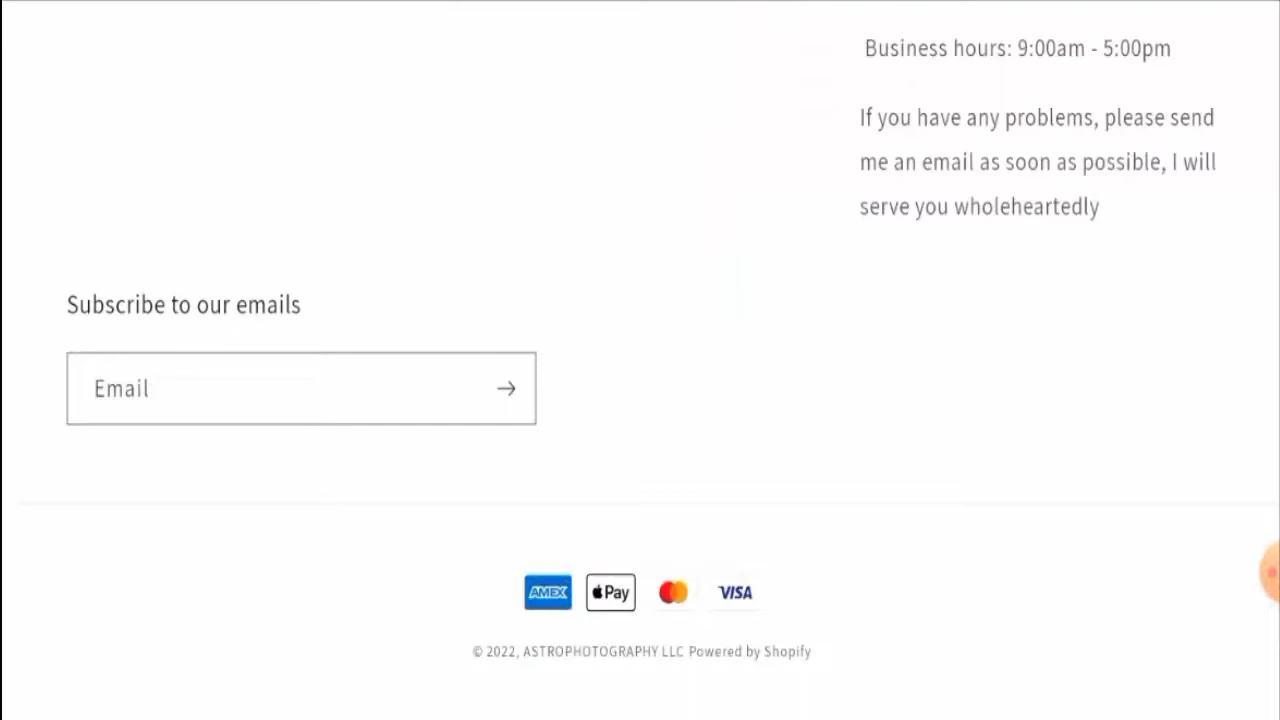 Business hours: 9:00am - 5:00pm
If you have any problems, please send
me an email as soon as possible, I will
serve you wholeheartedly
Subscribe to our emails
Email
AMEX
Pay
VISA
© 2022, ASTROPHOTOGRAPHY LLC Powered by Shopify